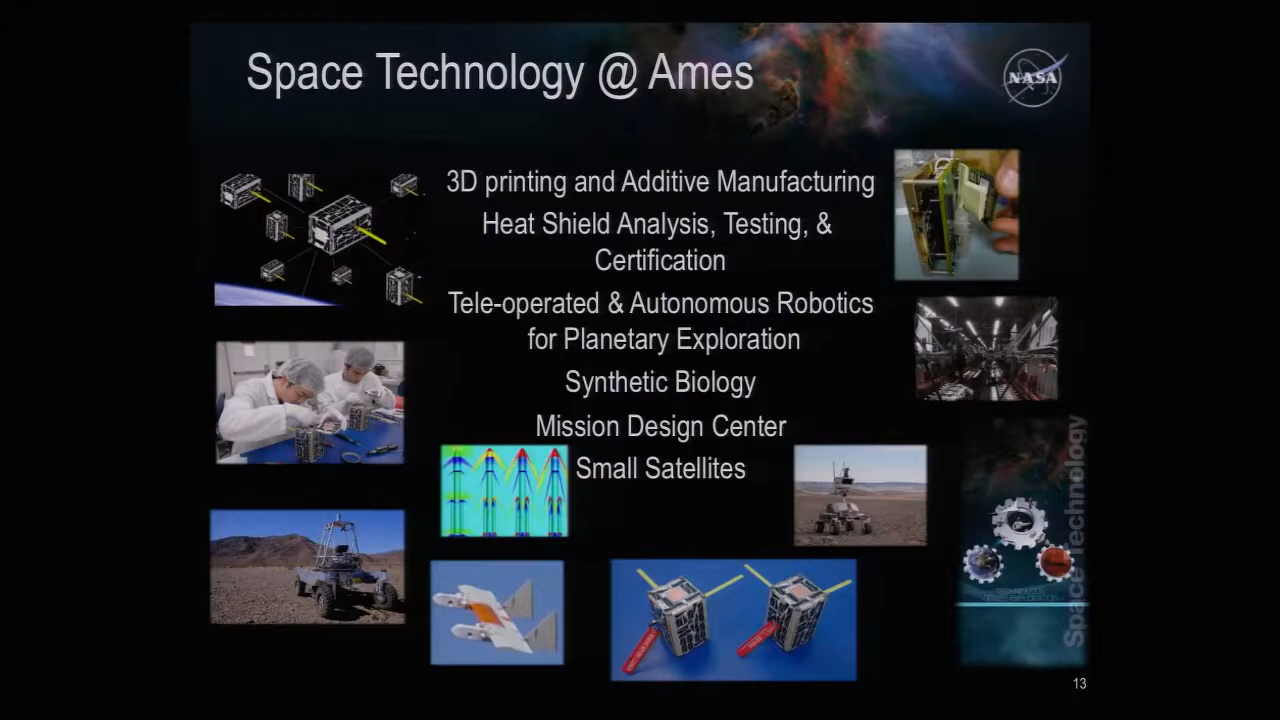 Space Technology @ Ames
NASA
3D printing and Additive Manufacturing
Heat Shield Analysis, Testing, &
Certification
Tele-operated & Autonomous Robotics
for Planetary Exploration
Synthetic Biology
Mission Design Center
Small Satellites
Space Technology
13